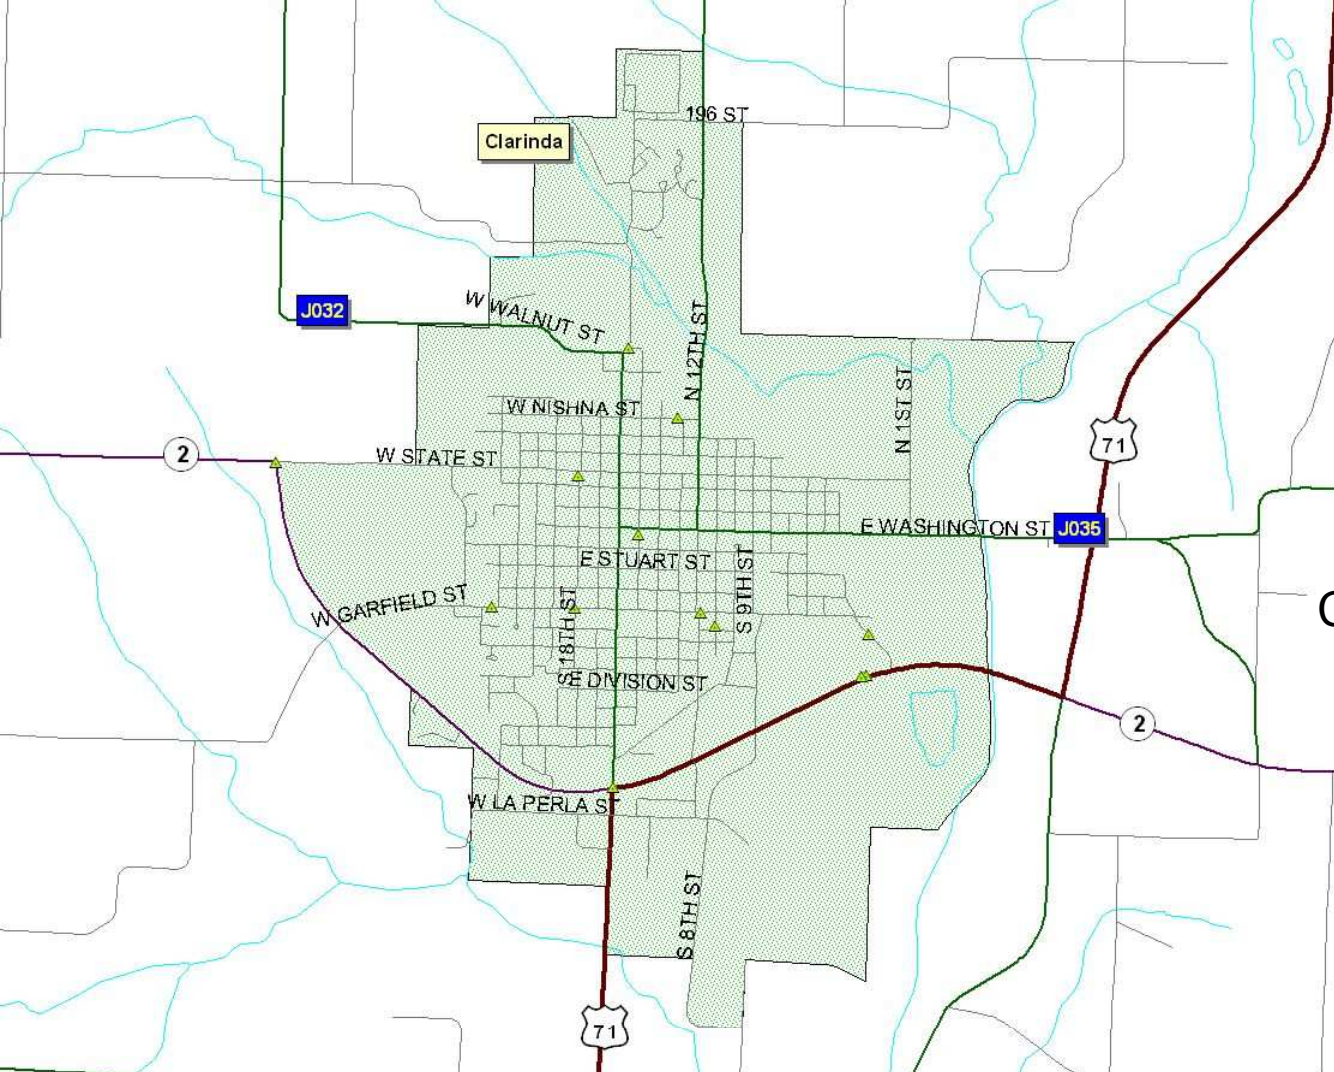 196 ST
Clarinda
J032
W WALNUT ST
N 12TH ST
N 1ST ST
W NISHNA ST
71
2
W STATE ST
E WASHINGTON ST
J035
E STUART ST
S 9TH ST
W GARFIELD ST
S 18TH ST
E DIVISION ST
2
W LA PERLA ST
S 8TH ST
71